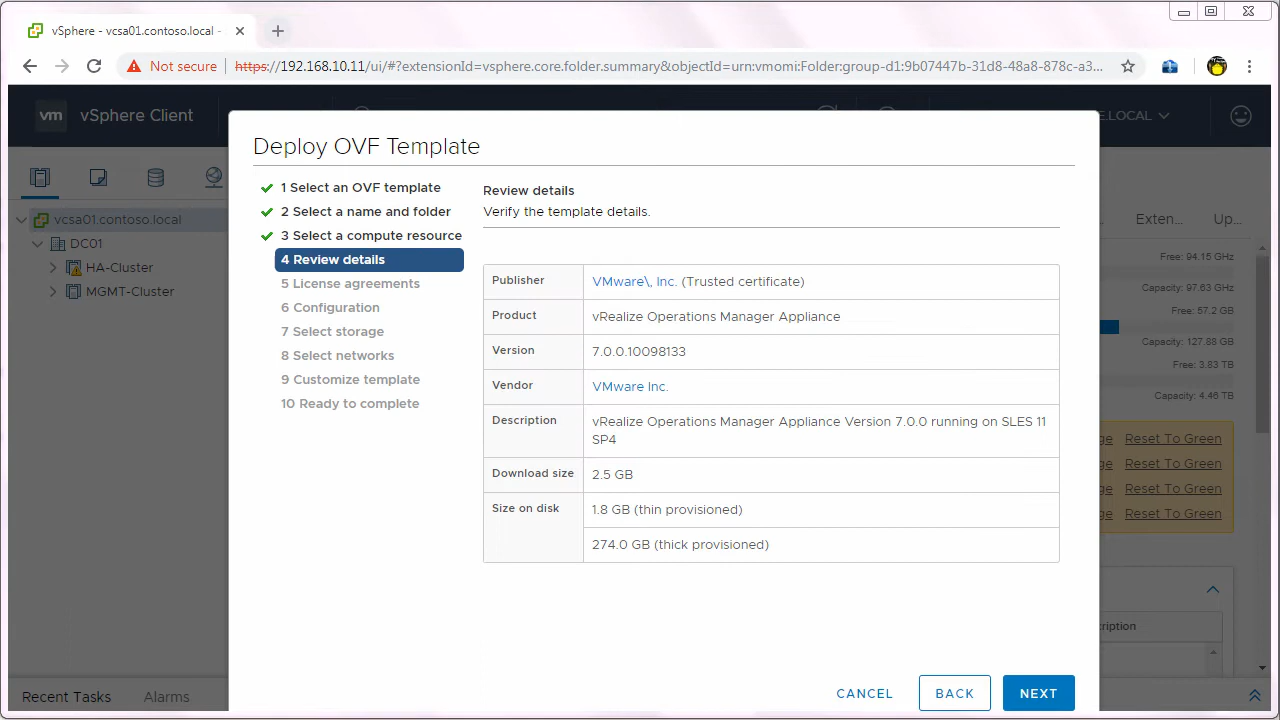 vSphere - vcsa01.contoso.local -
Not secure https://192.168.10.11/ui/#?extensionId=vsphere.core.folder.summary&objectId=urn:vmomi:Folder:group-d1:9b07447b-31d8-48a8-878c-a3...
vm vSphere Client
E.LOCAL
Deploy OVF Template
1 Select an OVF template
2 Select a name and folder
3 Select a compute resource
4 Review details
5 License agreements
6 Configuration
7 Select storage
8 Select networks
9 Customize template
10 Ready to complete
Review details
Verify the template details.
Publisher VMware\, Inc. (Trusted certificate)
Product vRealize Operations Manager Appliance
Version 7.0.0.10098133
Vendor VMware Inc.
Description vRealize Operations Manager Appliance Version 7.0.0 running on SLES 11
SP4
Download size 2.5 GB
Size on disk 1.8 GB (thin provisioned)
274.0 GB (thick provisioned)
CANCEL BACK NEXT
vcsa01.contoso.local
DC01
HA-Cluster
MGMT-Cluster
Exten... Up...
Free: 94.15 GHz
Capacity: 97.63 GHz
Free: 57.2 GB
Capacity: 127.88 GB
Free: 3.83 TB
Capacity: 4.46 TB
ge Reset To Green
ge Reset To Green
ge Reset To Green
ge Reset To Green
cription
Recent Tasks Alarms